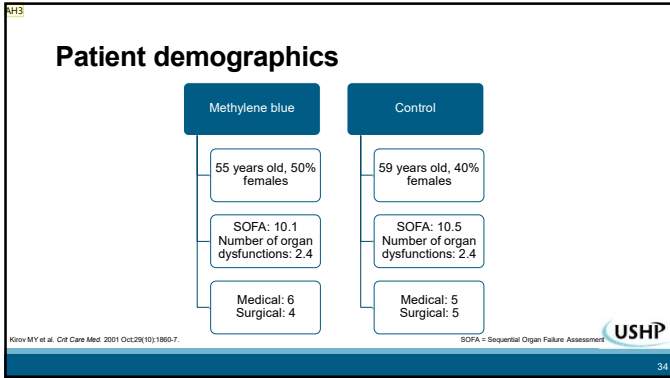 AH3
Patient demographics
Methylene blue
Control
55 years old, 50%
females
59 years old, 40%
females
SOFA: 10.1
Number of organ
dysfunctions: 2.4
SOFA: 10.5
Number of organ
dysfunctions: 2.4
Medical: 6
Surgical: 4
Medical: 5
Surgical: 5
Kirov MY et al. Crit Care Med. 2001 Oct;29(10):1860-7.
SOFA = Sequential Organ Failure Assessment
USHP
34